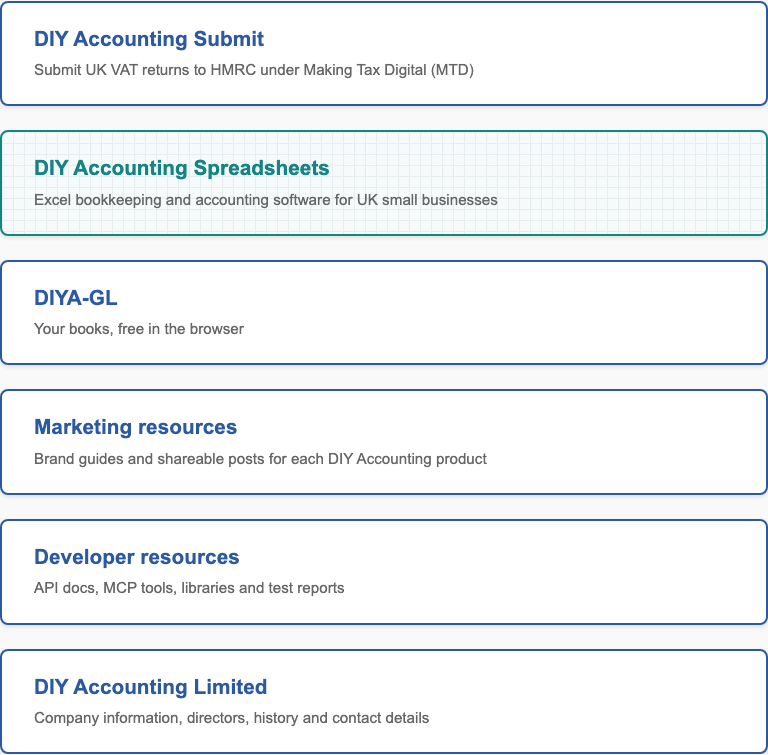 DIY Accounting Submit
Submit UK VAT returns to HMRC under Making Tax Digital (MTD)
DIY Accounting Spreadsheets
Excel bookkeeping and accounting software for UK small businesses
DIYA-GL
Your books, free in the browser
Marketing resources
Brand guides and shareable posts for each DIY Accounting product
Developer resources
API docs, MCP tools, libraries and test reports
DIY Accounting Limited
Company information, directors, history and contact details